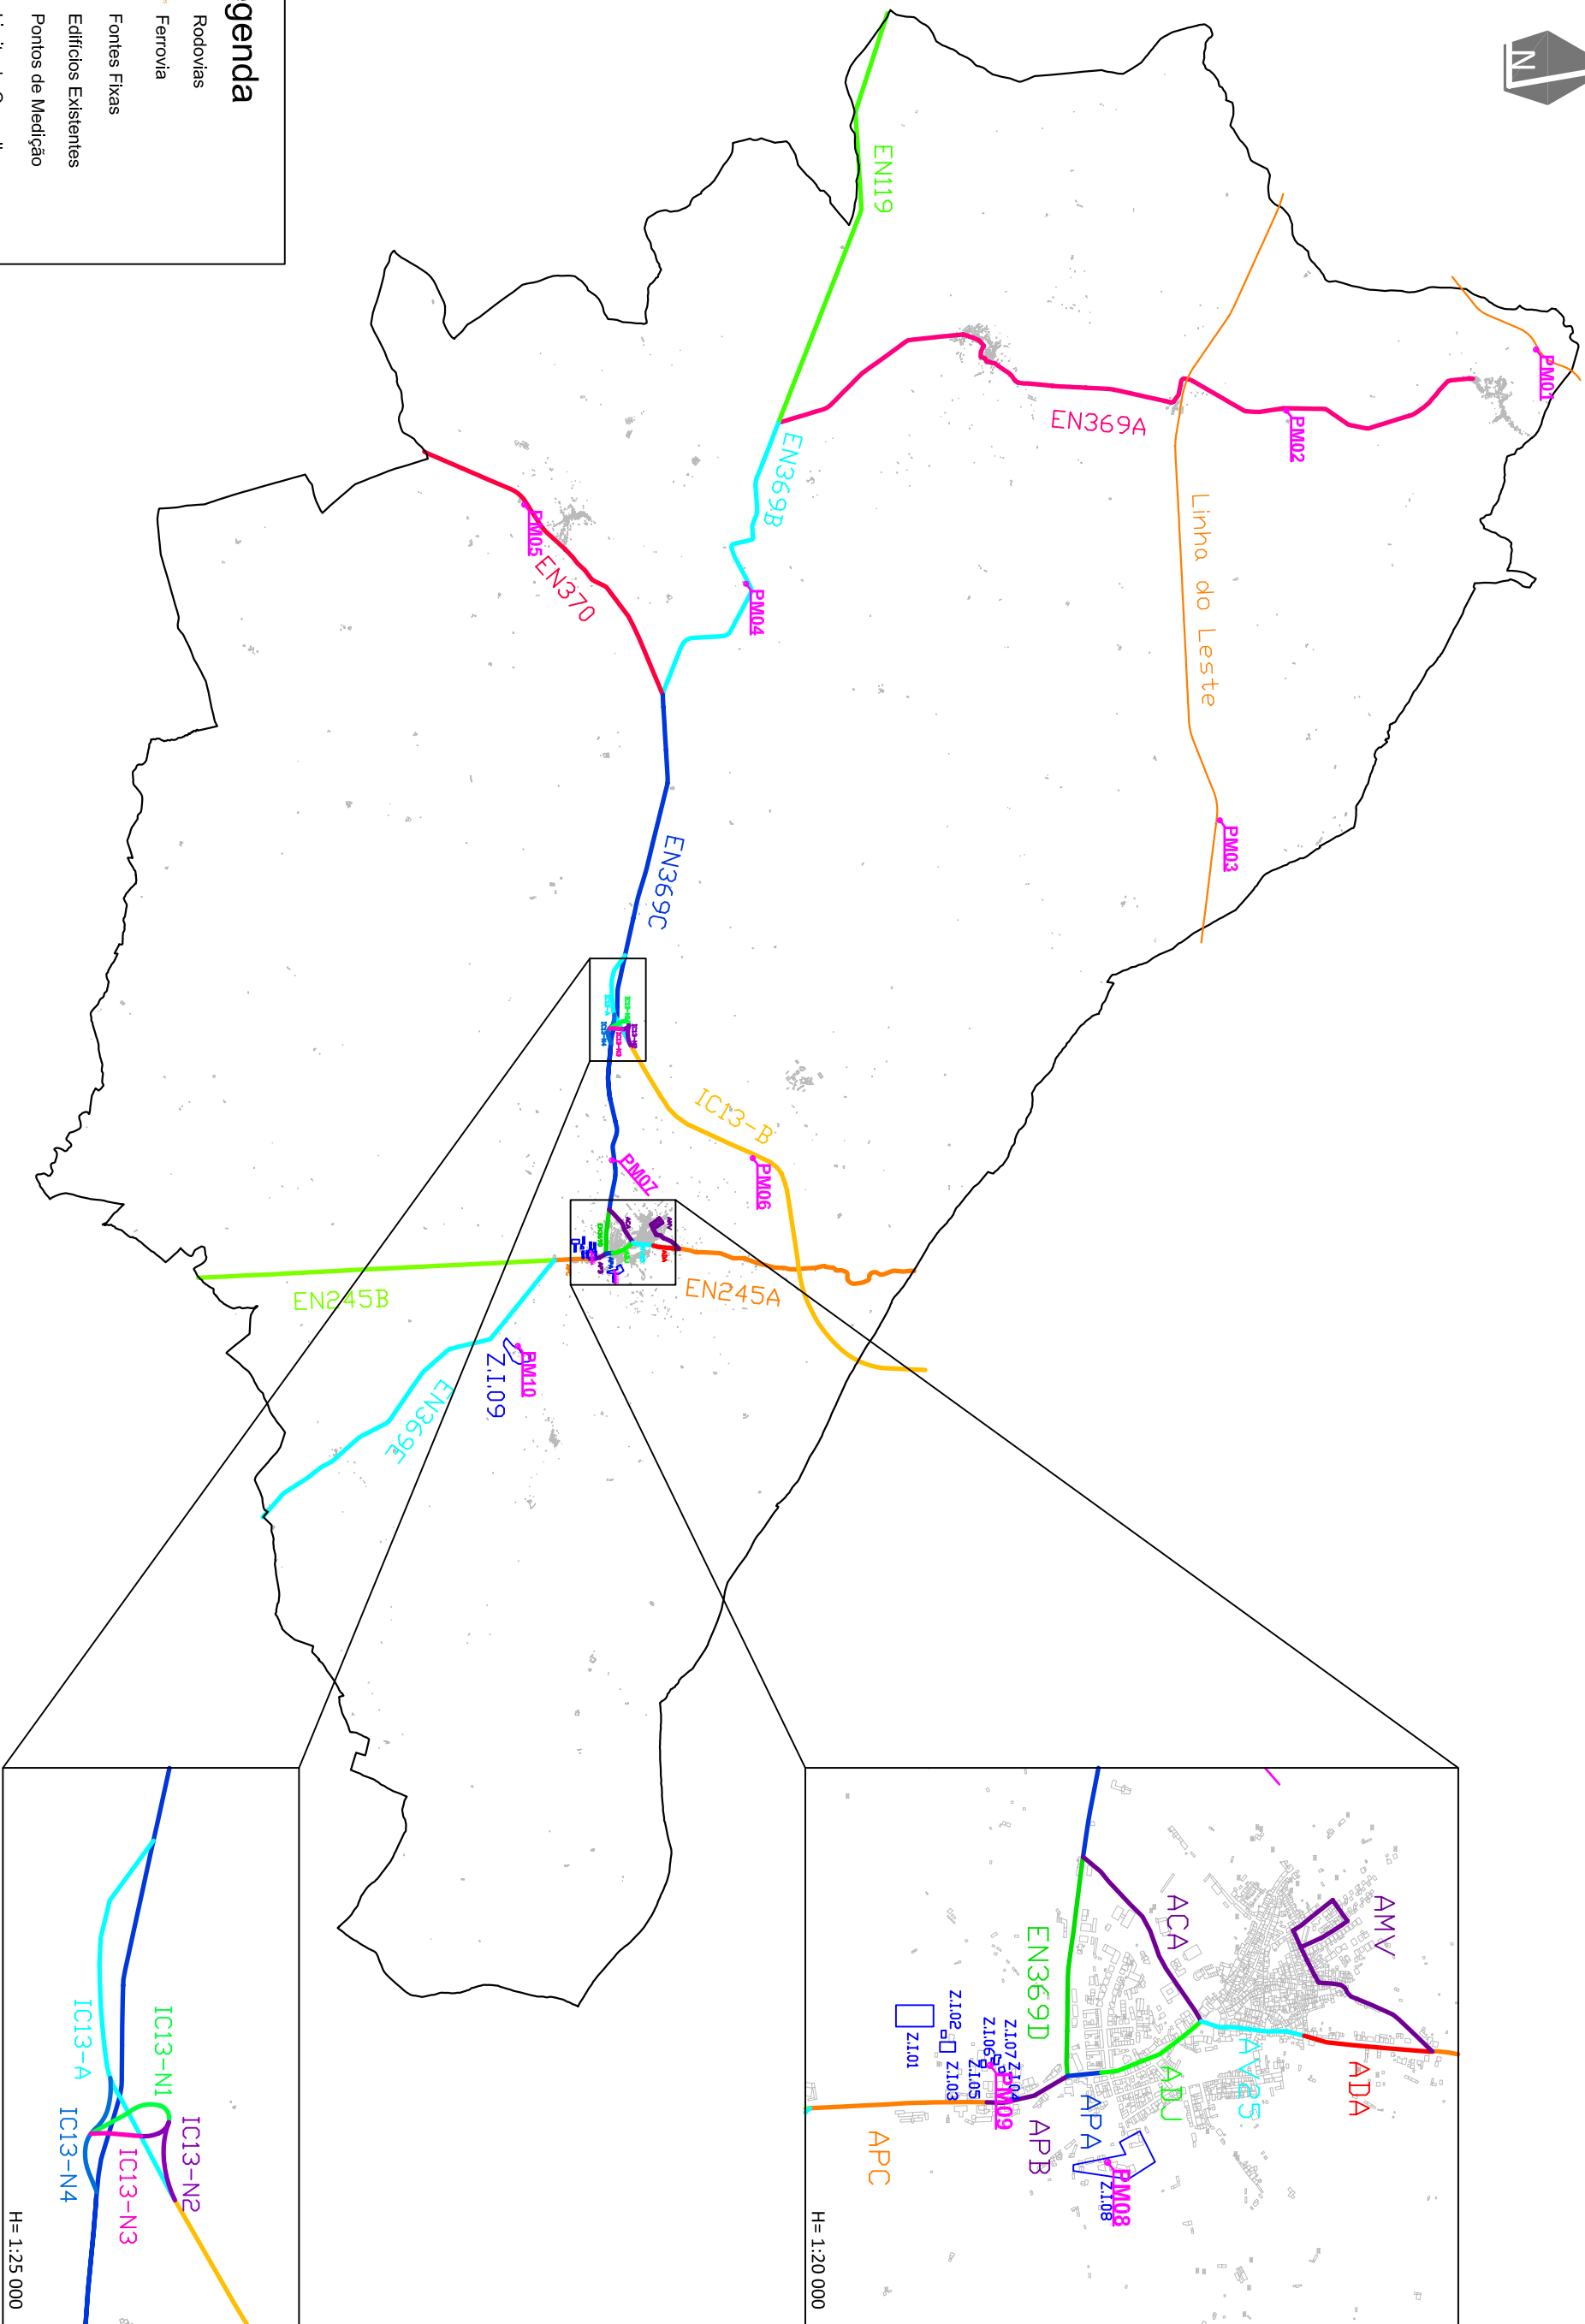 N
genda
Rodovias
Ferrovia
Fontes Fixas
Edifícios Existentes
Pontos de Medição
PM01
EN369A
PM02
EN119
Linha do Leste
PM03
EN369B
PM04
PM05
EN370
EN369C
IC13-B
PM06
PM07
EN245A
EN245B
PM10
Z.I.09
EN369E
AMV
ACA
EN369D
AV25
ADA
ADJ
APA
APB
APC
Z.I.02
Z.I.01
Z.I.03
Z.I.06
Z.I.05
Z.I.07
PM09
PM08
Z.I.08
H= 1:20 000
IC13-A
IC13-N1
IC13-N2
IC13-N3
IC13-N4
H= 1:25 000